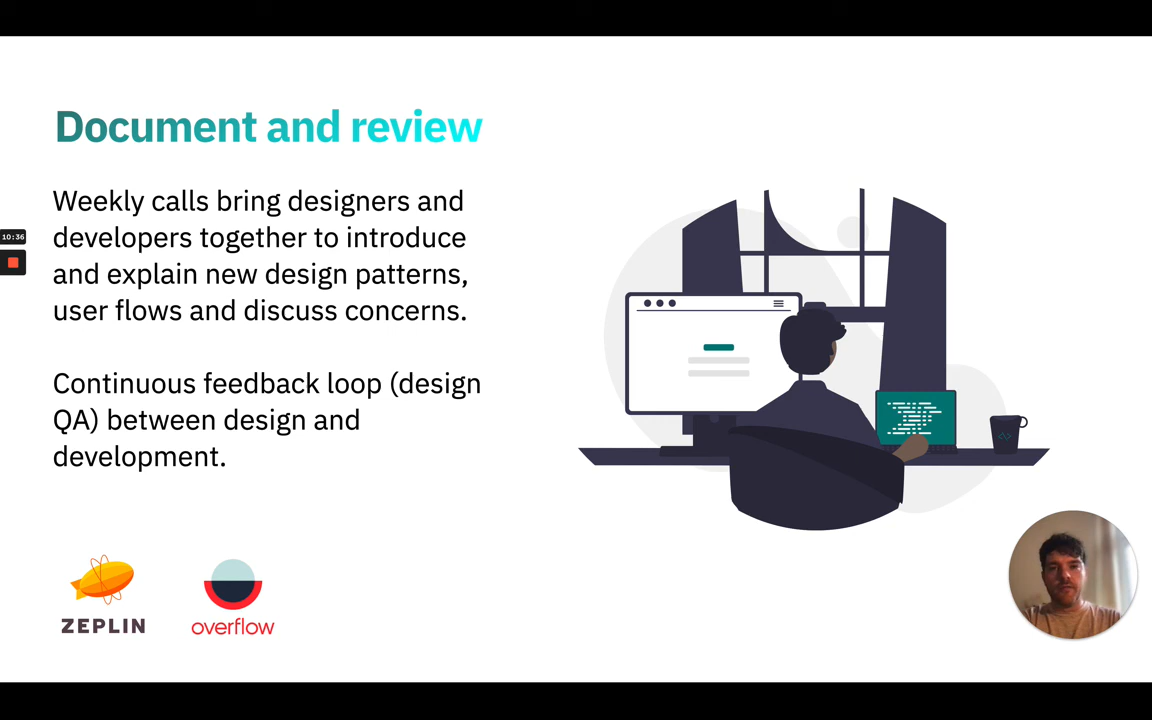 Document and review
Weekly calls bring designers and
developers together to introduce
and explain new design patterns,
user flows and discuss concerns.
10:36
Continuous feedback loop (design
QA) between design and
development.
ZEPLIN
overflow